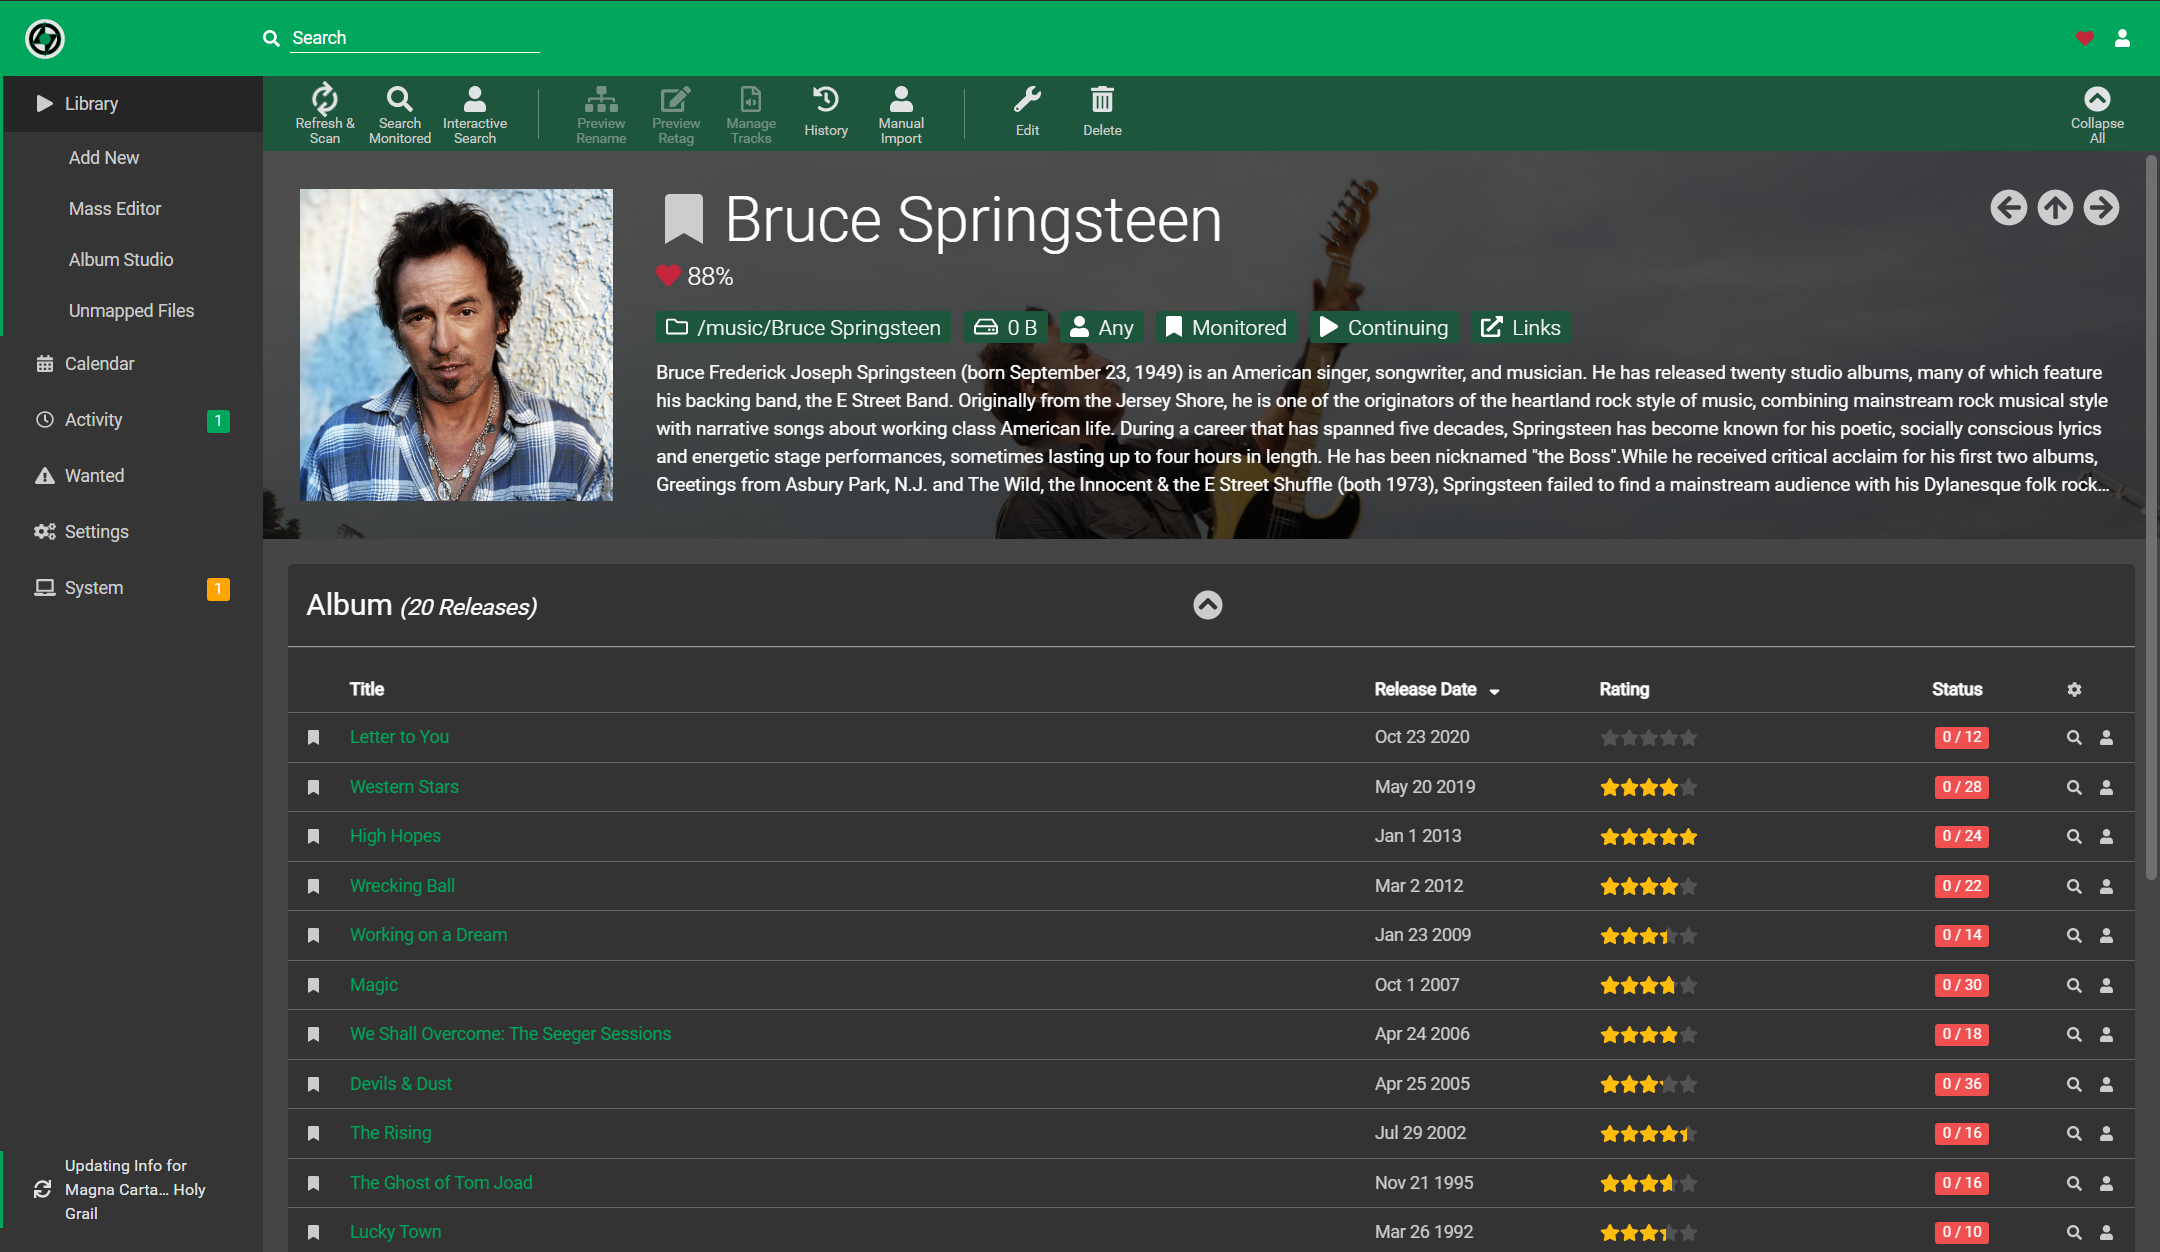 Search
Library
Add New
Mass Editor
Album Studio
Unmapped Files
Calendar
Activity 1
Wanted
Settings
System 1
Updating Info for
Magna Carta... Holy
Grail
Refresh &
Scan
Search
Monitored
Interactive
Search
Preview
Rename
Preview
Retag
Manage
Tracks
History
Manual
Import
Edit
Delete
Collapse
All
Bruce Springsteen
88%
/music/Bruce Springsteen 0 B Any Monitored Continuing Links
Bruce Frederick Joseph Springsteen (born September 23, 1949) is an American singer, songwriter, and musician. He has released twenty studio albums, many of which feature
his backing band, the E Street Band. Originally from the Jersey Shore, he is one of the originators of the heartland rock style of music, combining mainstream rock musical style
with narrative songs about working class American life. During a career that has spanned five decades, Springsteen has become known for his poetic, socially conscious lyrics
and energetic stage performances, sometimes lasting up to four hours in length. He has been nicknamed "the Boss".While he received critical acclaim for his first two albums,
Greetings from Asbury Park, N.J. and The Wild, the Innocent & the E Street Shuffle (both 1973), Springsteen failed to find a mainstream audience with his Dylanesque folk rock...
Album (20 Releases)
Title Release Date Rating Status
Letter to You Oct 23 2020 0 / 12
Western Stars May 20 2019 0 / 28
High Hopes Jan 1 2013 0 / 24
Wrecking Ball Mar 2 2012 0 / 22
Working on a Dream Jan 23 2009 0 / 14
Magic Oct 1 2007 0 / 30
We Shall Overcome: The Seeger Sessions Apr 24 2006 0 / 18
Devils & Dust Apr 25 2005 0 / 36
The Rising Jul 29 2002 0 / 16
The Ghost of Tom Joad Nov 21 1995 0 / 16
Lucky Town Mar 26 1992 0 / 10